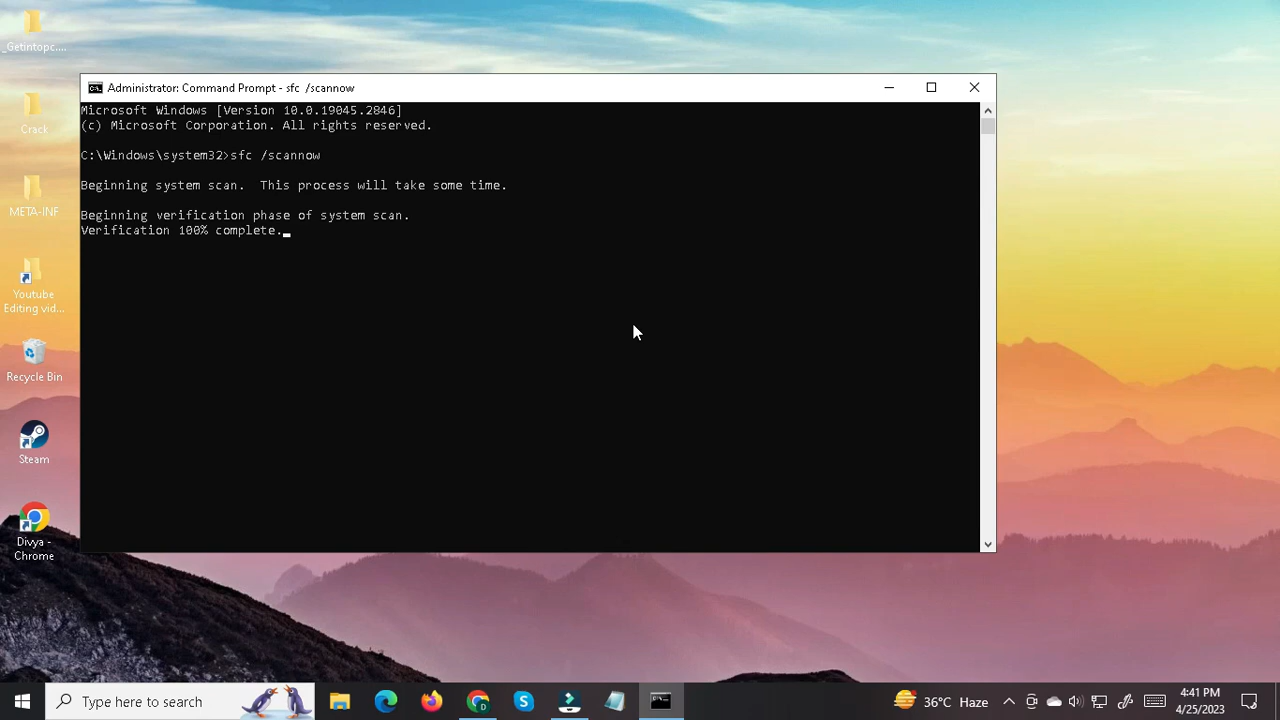 _Getintopc....
Crack
META-INF
Youtube
Editing vid...
Recycle Bin
Steam
Divya -
Chrome
Administrator: Command Prompt - sfc  /scannow
Microsoft Windows [Version 10.0.19045.2846]
(c) Microsoft Corporation. All rights reserved.
C:\Windows\system32>sfc /scannow
Beginning system scan.  This process will take some time.
Beginning verification phase of system scan.
Verification 100% complete.
Type here to search
D
36°C Haze
4:41 PM
4/25/2023